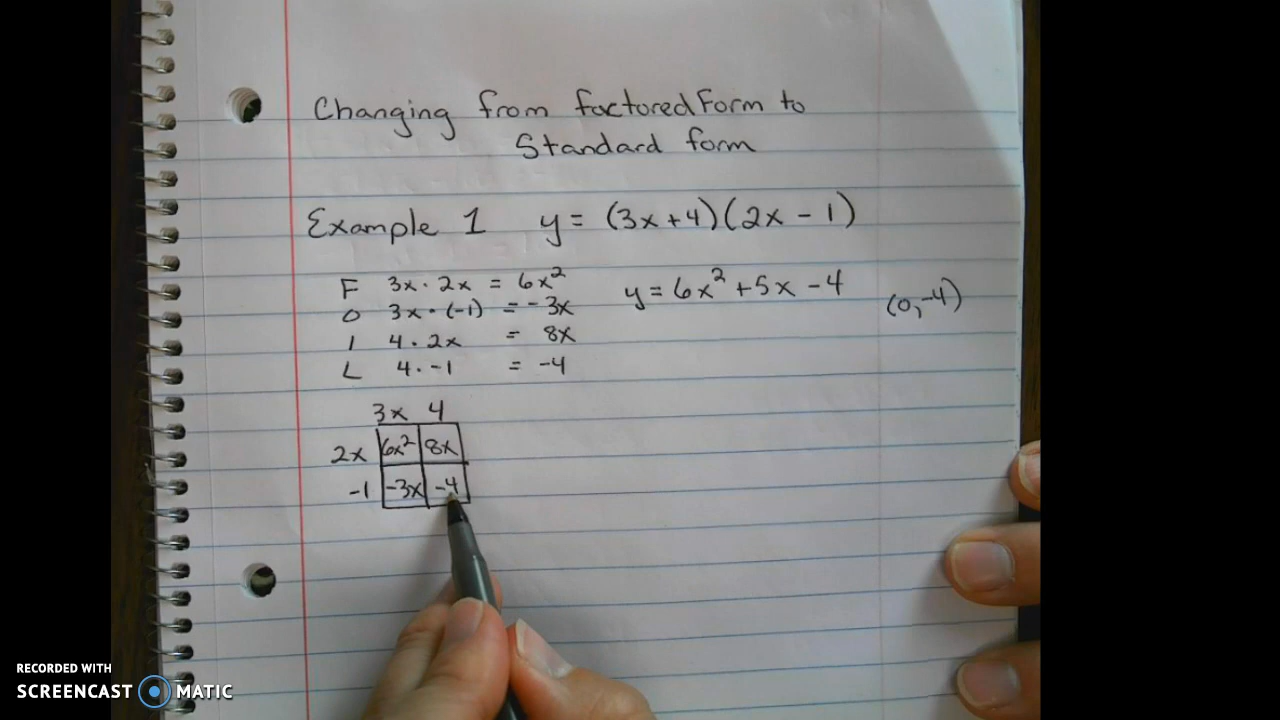 Changing from factored Form to
Standard form
Example 1 y = (3x+4)(2x - 1)
F 3x · 2x = 6x²
O 3x · (-1) = -3x
I 4 · 2x = 8x
L 4 · -1 = -4
y = 6x² + 5x - 4
(0,-4)
3x 4
2x 6x² 8x
-1 -3x -4
RECORDED WITH
SCREENCAST MATIC